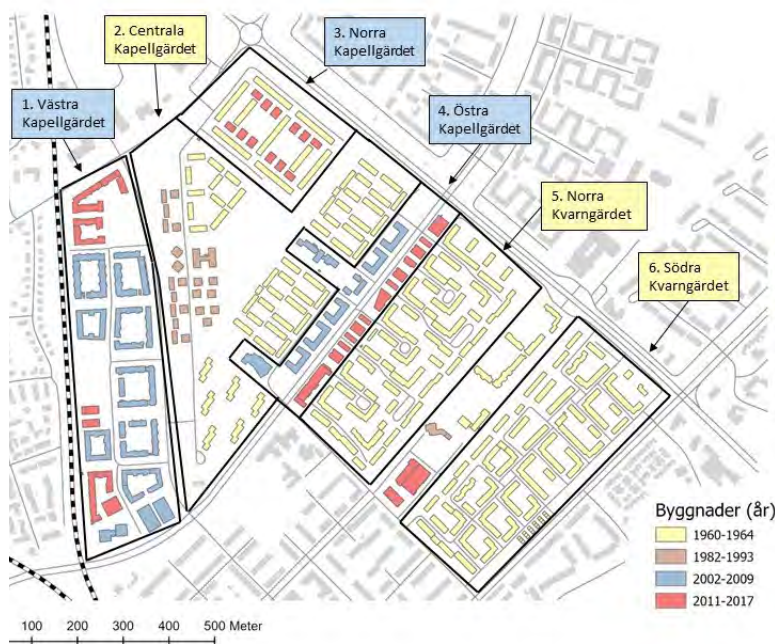 2. Centrala
Kapellgärdet
3. Norra
Kapellgärdet
1. Västra
Kapellgärdet
4. Östra
Kapellgärdet
5. Norra
Kvarngärdet
6. Södra
Kvarngärdet
Byggnader (år)
1960-1964
1982-1993
2002-2009
2011-2017
100 200 300 400 500 Meter